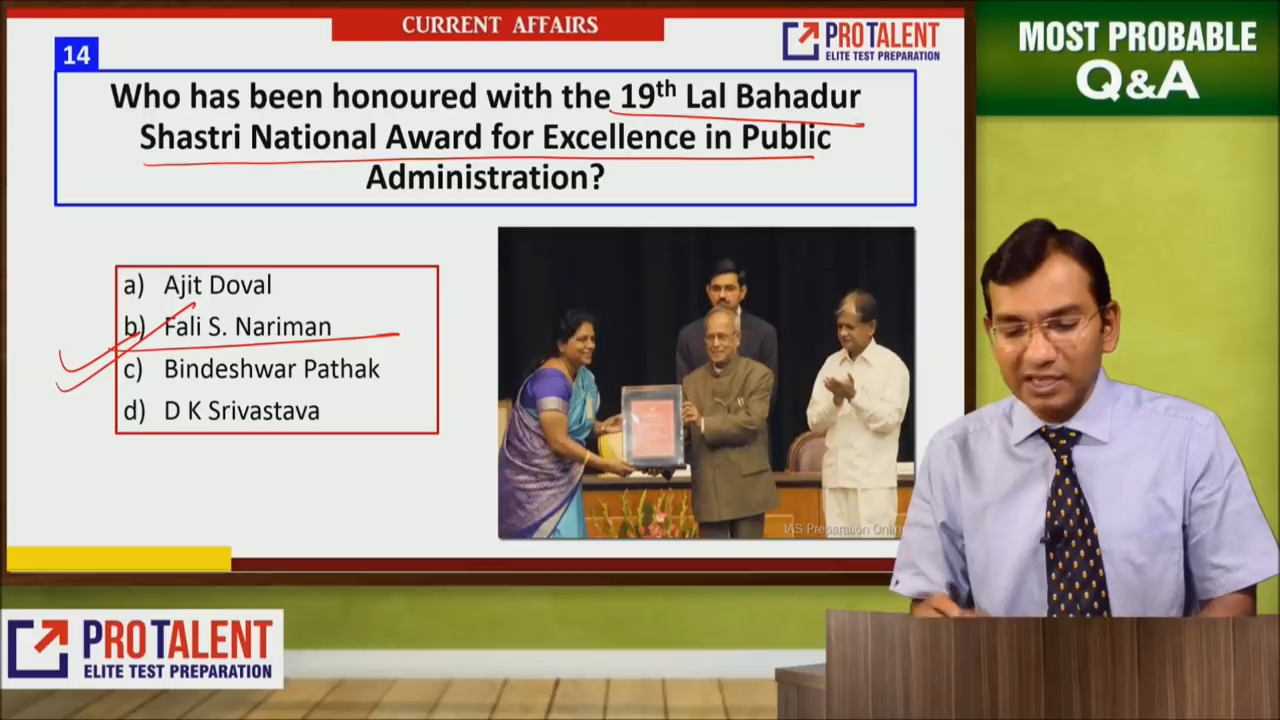 CURRENT AFFAIRS
PROTALENT
ELITE TEST PREPARATION
MOST PROBABLE
Q&A
14
Who has been honoured with the 19th Lal Bahadur
Shastri National Award for Excellence in Public
Administration?
a) Ajit Doval
b) Fali S. Nariman
c) Bindeshwar Pathak
d) D K Srivastava
IAS Preparation Online
PROTALENT
ELITE TEST PREPARATION